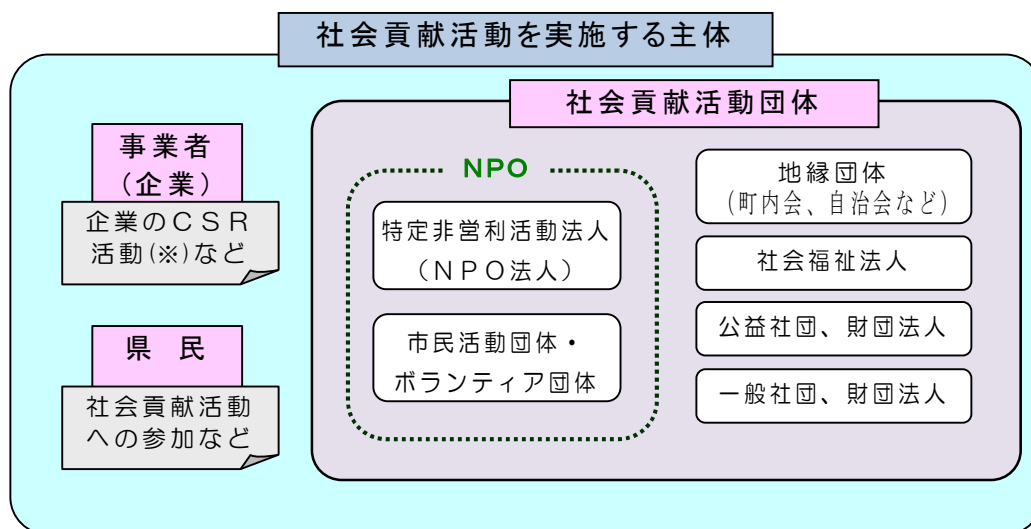 社会貢献活動を実施する主体
社会貢献活動団体
事業者
（企業）
企業のＣＳＲ
活動(※)など
県　民
社会貢献活動
への参加など
NPO
特定非営利活動法人
（ＮＰＯ法人）
市民活動団体・
ボランティア団体
地縁団体
（町内会、自治会など）
社会福祉法人
公益社団、財団法人
一般社団、財団法人